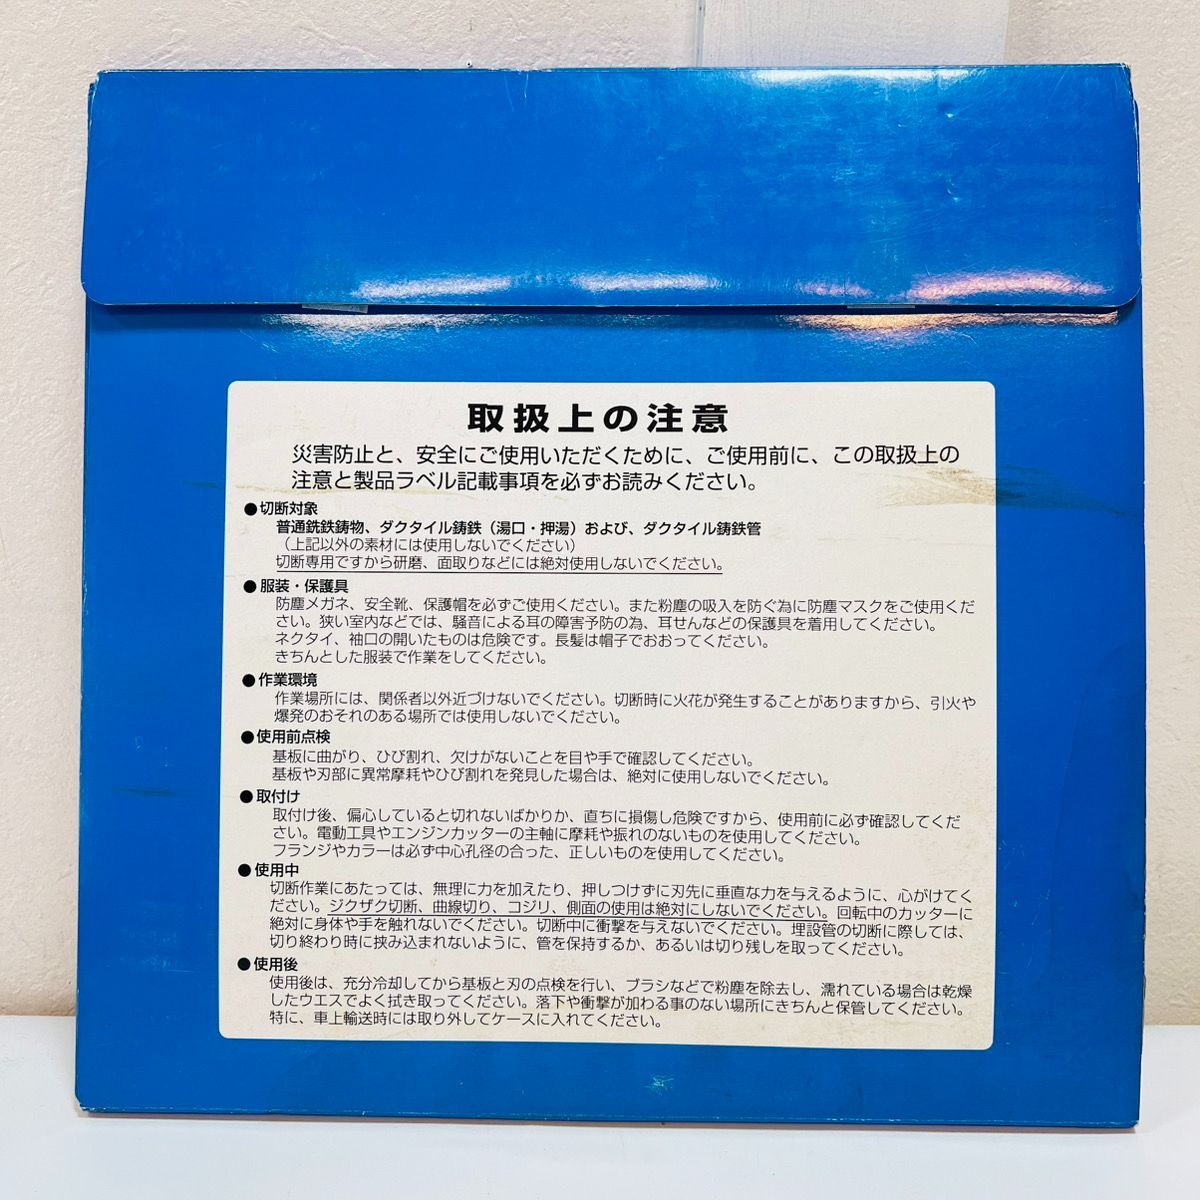 取扱上の注意
災害防止と、安全にご使用いただくために、ご使用前に、この取扱上の
注意と製品ラベル記載事項を必ずお読みください。
●切断対象
普通銑鉄鋳物、ダクタイル鋳鉄（湯口・押湯）および、ダクタイル鋳鉄管
（上記以外の素材には使用しないでください）
切断専用ですから研磨、面取りなどには絶対使用しないでください。
●服装・保護具
防塵メガネ、安全靴、保護帽を必ずご使用ください。また粉塵の吸入を防ぐ為に防塵マスクをご使用くだ
さい。狭い室内などでは、騒音による耳の障害予防の為、耳せんなどの保護具を着用してください。
ネクタイ、袖口の開いたものは危険です。長髪は帽子でおおってください。
きちんとした服装で作業をしてください。
●作業環境
作業場所には、関係者以外近づけないでください。切断時に火花が発生することがありますから、引火や
爆発のおそれのある場所では使用しないでください。
●使用前点検
基板に曲がり、ひび割れ、欠けがないことを目や手で確認してください。
基板や刃部に異常摩耗やひび割れを発見した場合は、絶対に使用しないでください。
●取付け
取付け後、偏心していると切れないばかりか、直ちに損傷し危険ですから、使用前に必ず確認してくだ
さい。電動工具やエンジンカッターの主軸に摩耗や振れのないものを使用してください。
フランジやカラーは必ず中心孔径の合った、正しいものを使用してください。
●使用中
切断作業にあたっては、無理に力を加えたり、押しつけずに刃先に垂直な力を与えるように、心がけてく
ださい。ジクザク切断、曲線切り、コジリ、側面の使用は絶対にしないでください。回転中のカッターに
絶対に身体や手を触れないでください。切断中に衝撃を与えないでください。埋設管の切断に際しては、
切り終わり時に挟み込まれないように、管を保持するか、あるいは切り残しを取ってください。
●使用後
使用後は、充分冷却してから基板と刃の点検を行い、ブラシなどで粉塵を除去し、濡れている場合は乾燥
したウエスでよく拭き取ってください。落下や衝撃が加わる事のない場所にきちんと保管してください。
特に、車上輸送時には取り外してケースに入れてください。